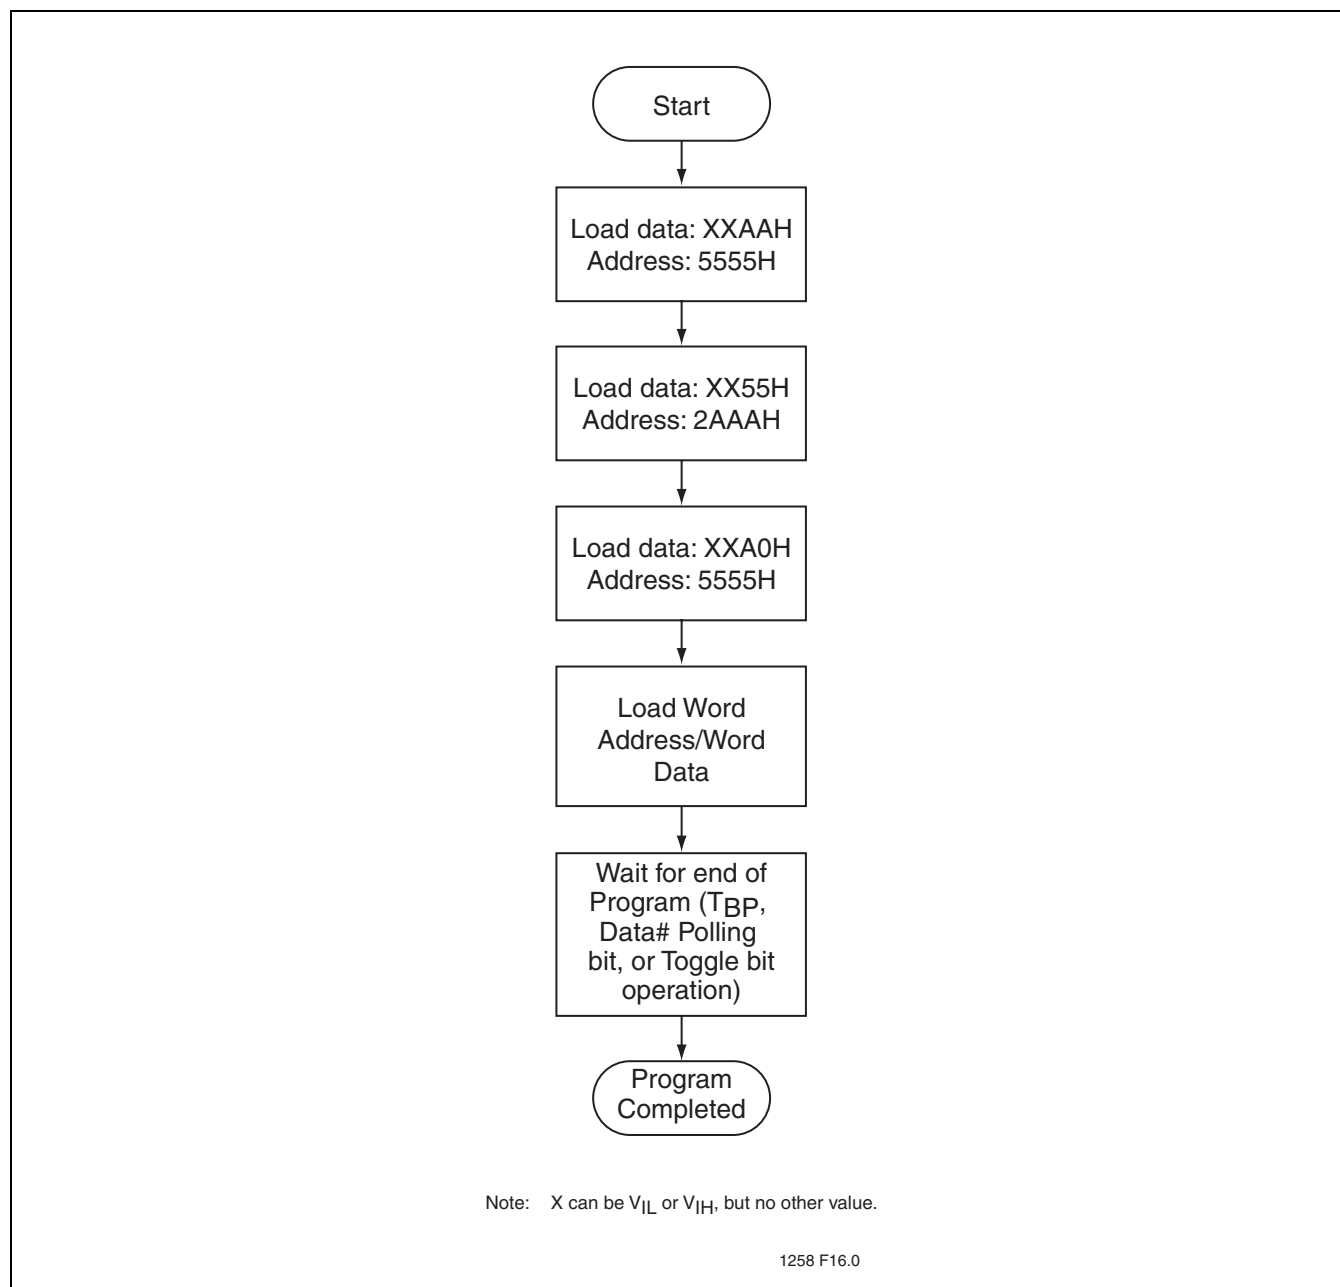 Start
Load data: XXAAH
Address: 5555H
Load data: XX55H
Address: 2AAAH
Load data: XXA0H
Address: 5555H
Load Word
Address/Word
Data
Wait for end of
Program (TBP,
Data# Polling
bit, or Toggle bit
operation)
Program
Completed
Note: X can be VIL or VIH, but no other value.
1258 F16.0